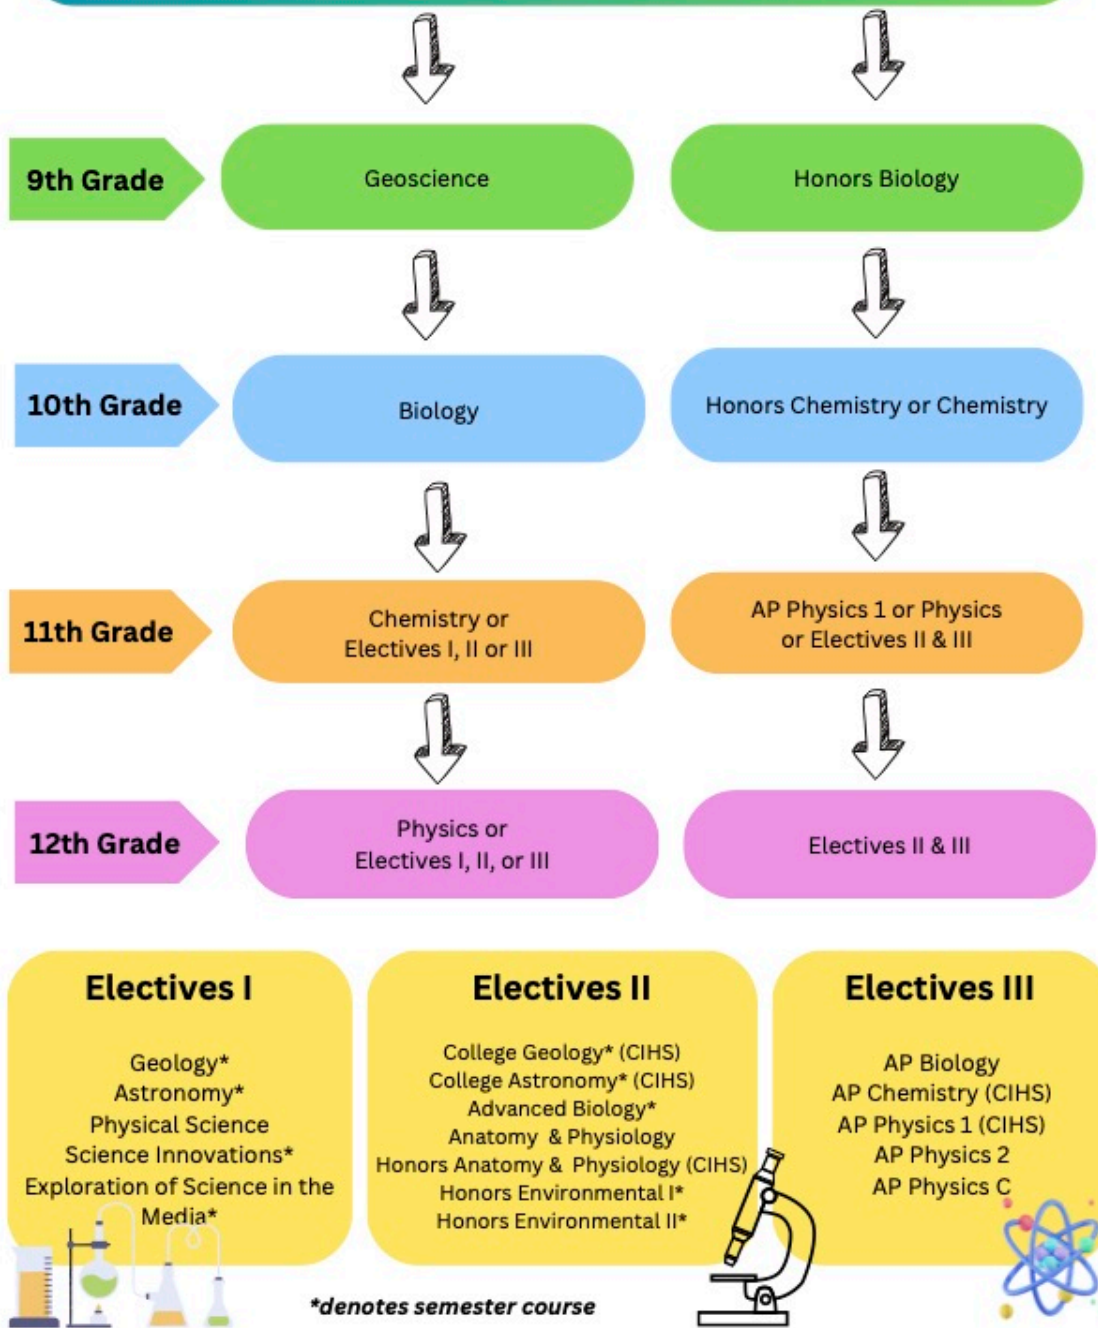 9th Grade
Geoscience
Honors Biology
10th Grade
Biology
Honors Chemistry or Chemistry
11th Grade
Chemistry or
Electives I, II or III
AP Physics 1 or Physics
or Electives II & III
12th Grade
Physics or
Electives I, II, or III
Electives II & III
Electives I
Geology*
Astronomy*
Physical Science
Science Innovations*
Exploration of Science in the
Media*
Electives II
College Geology* (CIHS)
College Astronomy* (CIHS)
Advanced Biology*
Anatomy & Physiology
Honors Anatomy & Physiology (CIHS)
Honors Environmental I*
Honors Environmental II*
Electives III
AP Biology
AP Chemistry (CIHS)
AP Physics 1 (CIHS)
AP Physics 2
AP Physics C
*denotes semester course